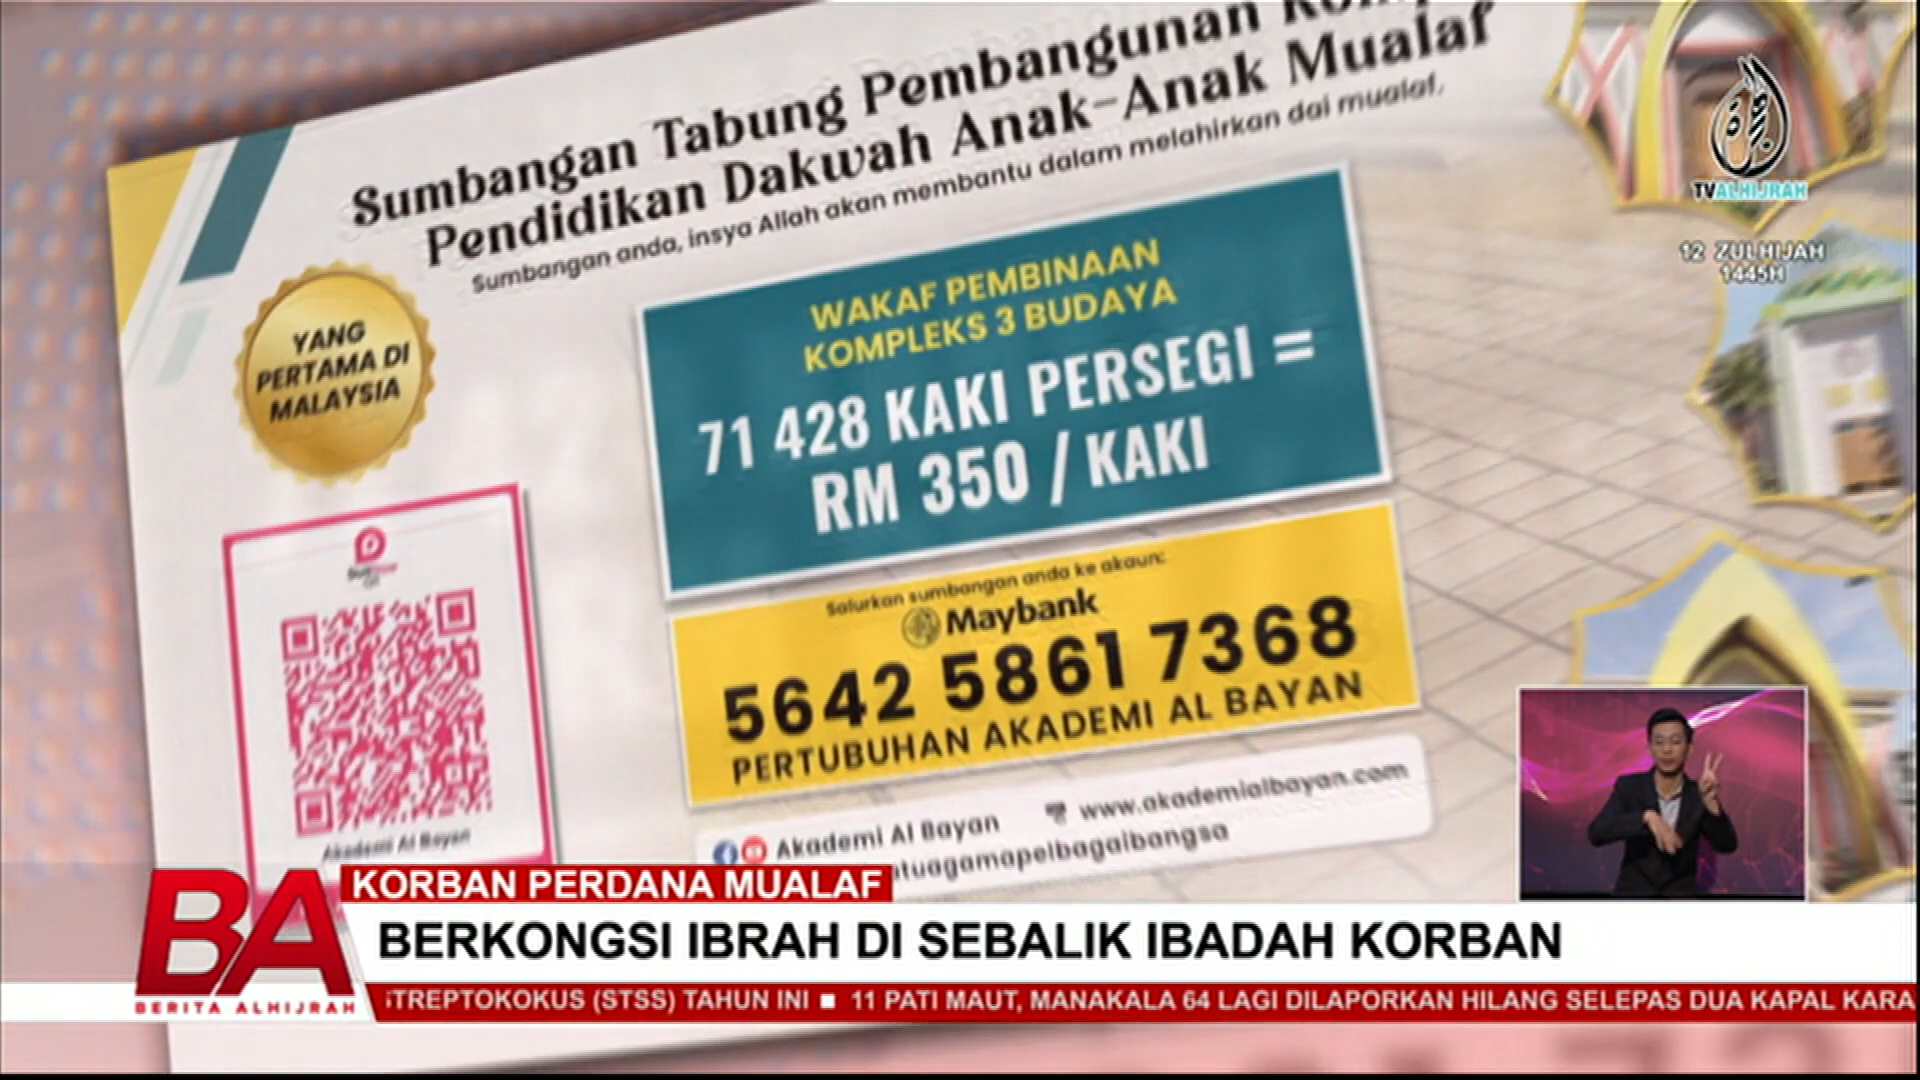 Sumbangan Tabung Pembangunan
Pendidikan Dakwah Anak-Anak Mualaf
Sumbangan anda, insya Allah akan membantu dalam melahirkan dai mualaf.
YANG
PERTAMA DI
MALAYSIA
WAKAF PEMBINAAN
KOMPLEKS 3 BUDAYA
71 428 KAKI PERSEGI =
RM 350 / KAKI
Salurkan sumbangan anda ke akaun:
Maybank
5642 5861 7368
PERTUBUHAN AKADEMI AL BAYAN
Akademi Al Bayan
Akademi Al Bayan
www.akademialbayan.com
TVALHIJRAH
12 ZULHIJAH
1445H
BA
BERITA ALHIJRAH
KORBAN PERDANA MUALAF
BERKONGSI IBRAH DI SEBALIK IBADAH KORBAN
STREPTOKOKUS (STSS) TAHUN INI ■ 11 PATI MAUT, MANAKALA 64 LAGI DILAPORKAN HILANG SELEPAS DUA KAPAL KARA